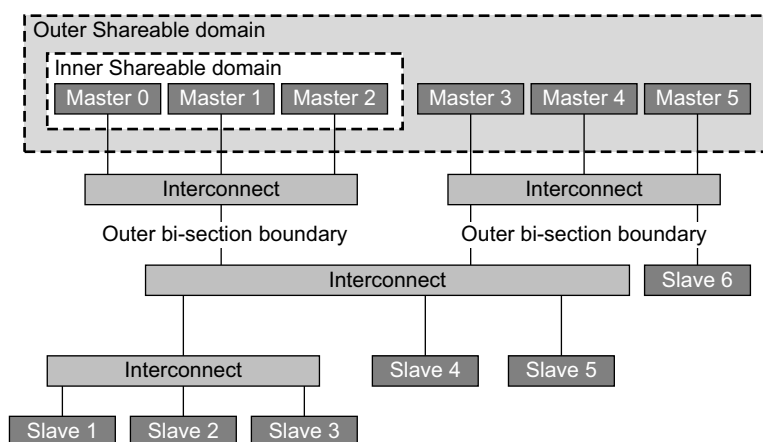 Outer Shareable domain
Inner Shareable domain
Master 0 Master 1 Master 2 Master 3 Master 4 Master 5
Interconnect Interconnect
Outer bi-section boundary Outer bi-section boundary
Interconnect Slave 6
Interconnect Slave 4 Slave 5
Slave 1 Slave 2 Slave 3